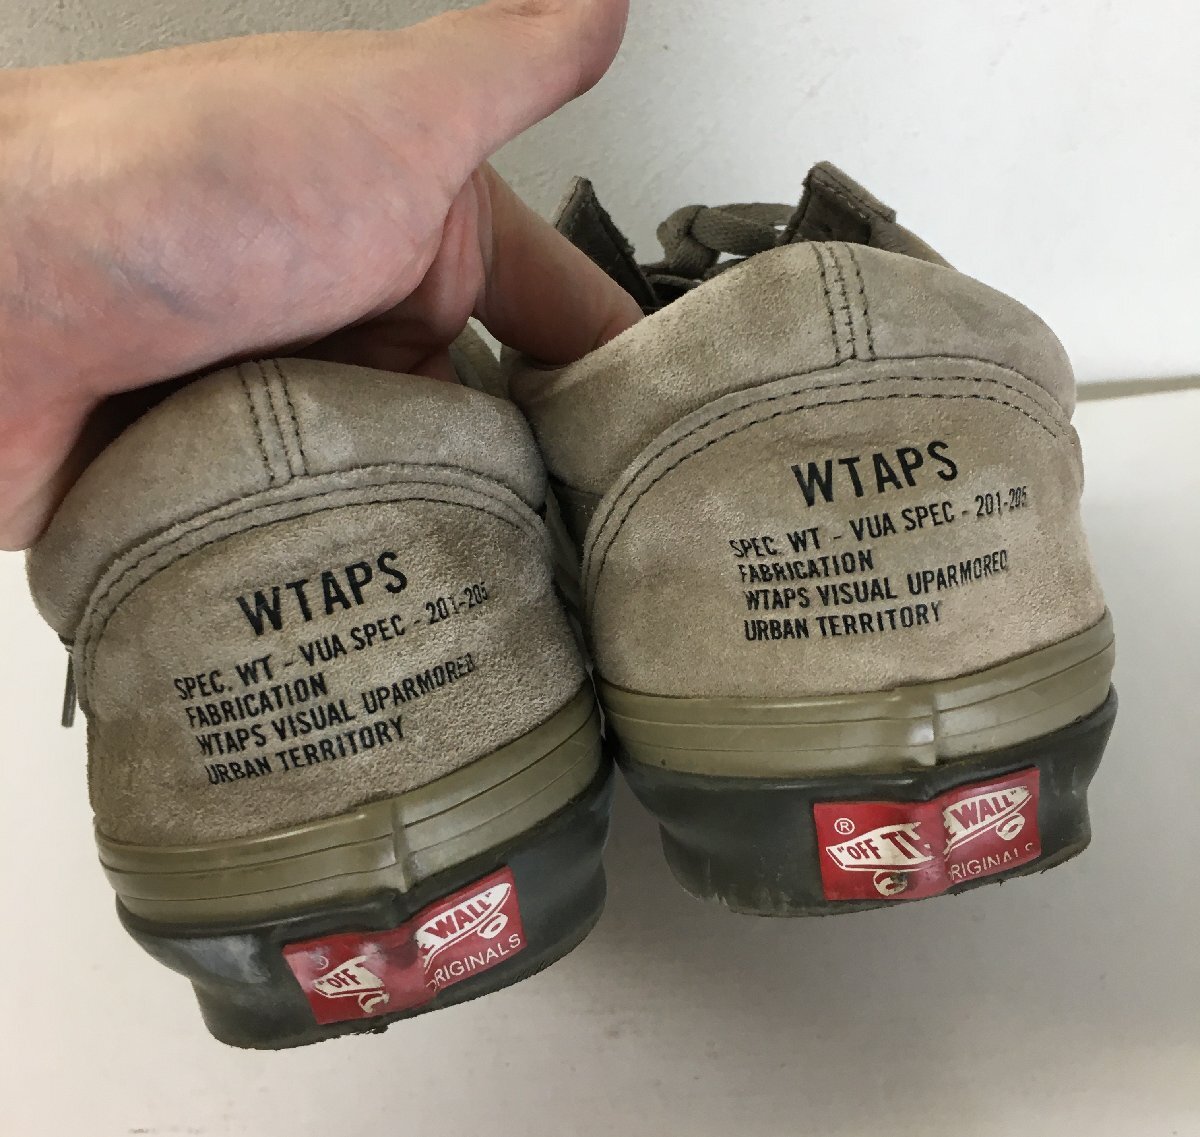 WTAPS
SPEC. WT - VUA SPEC - 201-205
FABRICATION
WTAPS VISUAL UPARMORED
URBAN TERRITORY
"OFF WALL"
ORIGINALS
WTAPS
SPEC. WT - VUA SPEC - 201-205
FABRICATION
WTAPS VISUAL UPARMORED
URBAN TERRITORY
®
"OFF THE WALL"
ORIGINALS